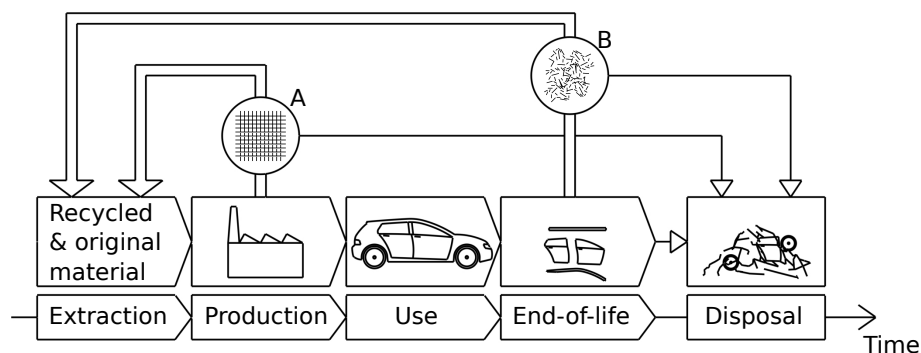 B
A
Recycled
& original
material
Extraction
Production
Use
End-of-life
Disposal
Time